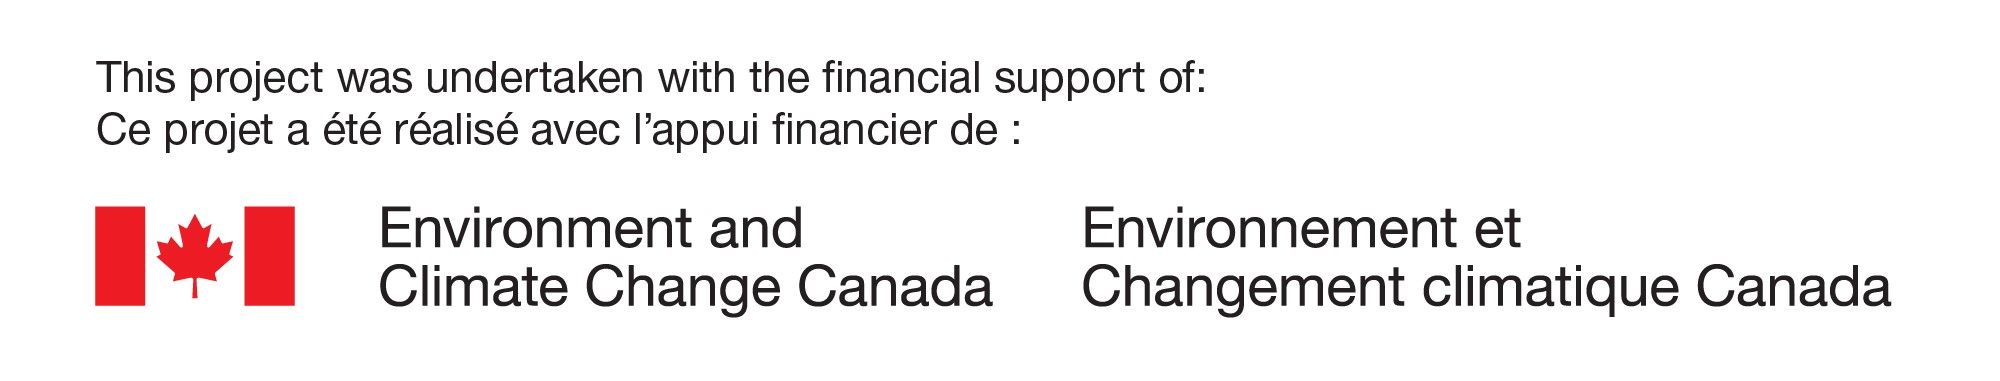 This project was undertaken with the financial support of:
Ce projet a été réalisé avec l’appui financier de :
Environment and
Climate Change Canada
Environnement et
Changement climatique Canada